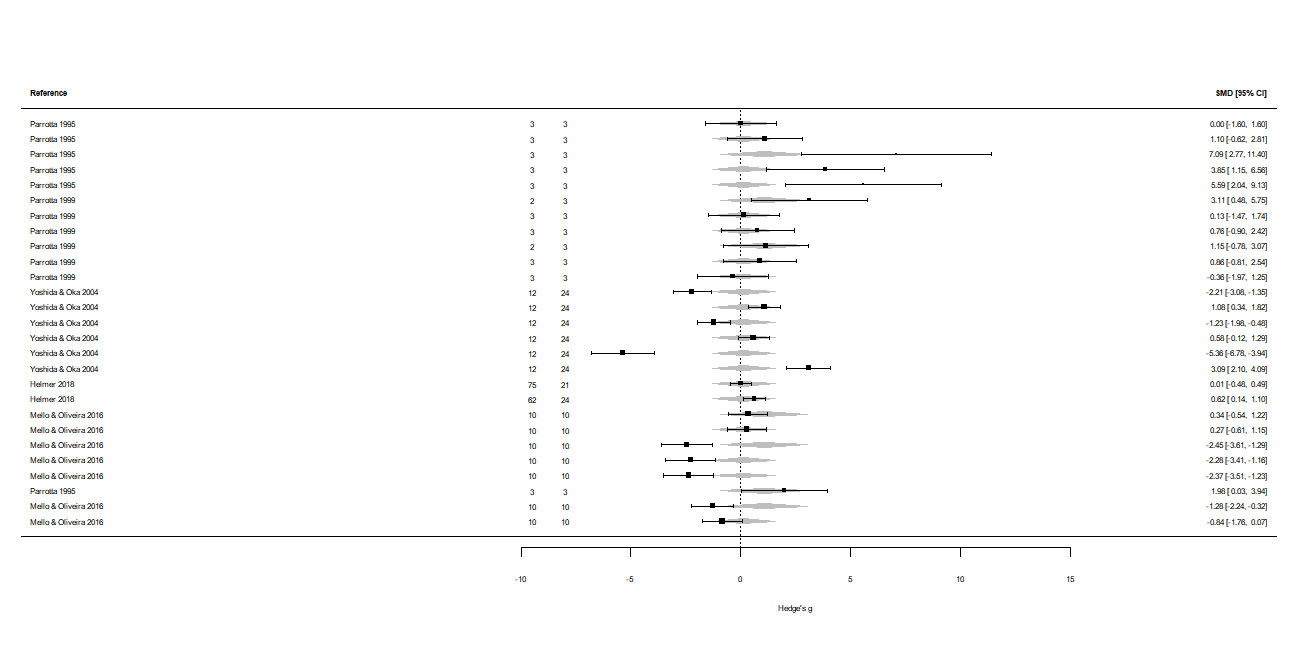 Reference SMD [95% CI]
Parrotta 1995 3 3 0.00 [-1.60, 1.60]
Parrotta 1995 3 3 1.10 [-0.62, 2.81]
Parrotta 1995 3 3 7.09 [ 2.77, 11.40]
Parrotta 1995 3 3 3.85 [ 1.15, 6.56]
Parrotta 1995 3 3 5.59 [ 2.04, 9.13]
Parrotta 1999 2 3 3.11 [ 0.48, 5.75]
Parrotta 1999 3 3 0.13 [-1.47, 1.74]
Parrotta 1999 3 3 0.76 [-0.90, 2.42]
Parrotta 1999 2 3 1.15 [-0.78, 3.07]
Parrotta 1999 3 3 0.86 [-0.81, 2.54]
Parrotta 1999 3 3 -0.36 [-1.97, 1.25]
Yoshida & Oka 2004 12 24 -2.21 [-3.08, -1.35]
Yoshida & Oka 2004 12 24 1.08 [ 0.34, 1.82]
Yoshida & Oka 2004 12 24 -1.23 [-1.98, -0.48]
Yoshida & Oka 2004 12 24 0.58 [-0.12, 1.29]
Yoshida & Oka 2004 12 24 -5.36 [-6.78, -3.94]
Yoshida & Oka 2004 12 24 3.09 [ 2.10, 4.09]
Helmer 2018 75 21 0.01 [-0.48, 0.49]
Helmer 2018 62 24 0.62 [ 0.14, 1.10]
Mello & Oliveira 2016 10 10 0.34 [-0.54, 1.22]
Mello & Oliveira 2016 10 10 0.27 [-0.61, 1.15]
Mello & Oliveira 2016 10 10 -2.45 [-3.61, -1.29]
Mello & Oliveira 2016 10 10 -2.28 [-3.41, -1.16]
Mello & Oliveira 2016 10 10 -2.37 [-3.51, -1.23]
Parrotta 1995 3 3 1.98 [ 0.03, 3.94]
Mello & Oliveira 2016 10 10 -1.28 [-2.24, -0.32]
Mello & Oliveira 2016 10 10 -0.84 [-1.76, 0.07]
-10 -5 0 5 10 15
Hedge's g